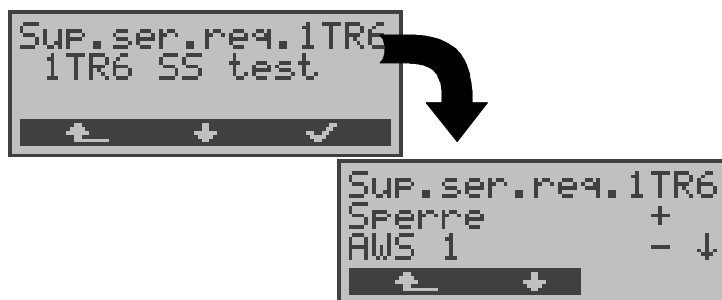 Sup.ser.req.1TR6
1TR6 SS test
Sup.ser.req.1TR6
Sperre +
AWS 1 - ↓